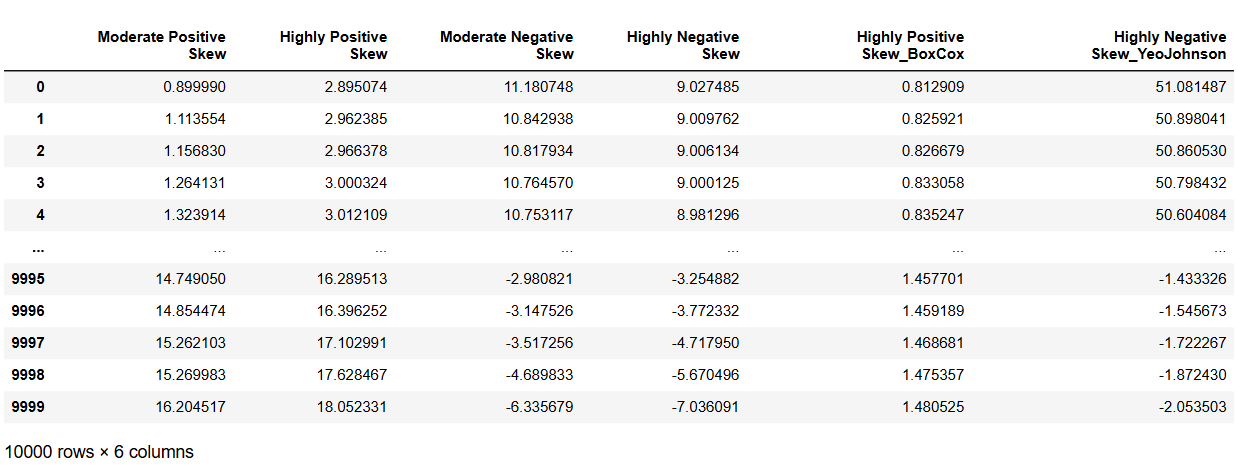 Moderate Positive Skew Highly Positive Skew Moderate Negative Skew Highly Negative Skew Highly Positive Skew_BoxCox Highly Negative Skew_YeoJohnson
0 0.899990 2.895074 11.180748 9.027485 0.812909 51.081487
1 1.113554 2.962385 10.842938 9.009762 0.825921 50.898041
2 1.156830 2.966378 10.817934 9.006134 0.826679 50.860530
3 1.264131 3.000324 10.764570 9.000125 0.833058 50.798432
4 1.323914 3.012109 10.753117 8.981296 0.835247 50.604084
... ... ... ... ... ... ...
9995 14.749050 16.289513 -2.980821 -3.254882 1.457701 -1.433326
9996 14.854474 16.396252 -3.147526 -3.772332 1.459189 -1.545673
9997 15.262103 17.102991 -3.517256 -4.717950 1.468681 -1.722267
9998 15.269983 17.628467 -4.689833 -5.670496 1.475357 -1.872430
9999 16.204517 18.052331 -6.335679 -7.036091 1.480525 -2.053503
10000 rows × 6 columns